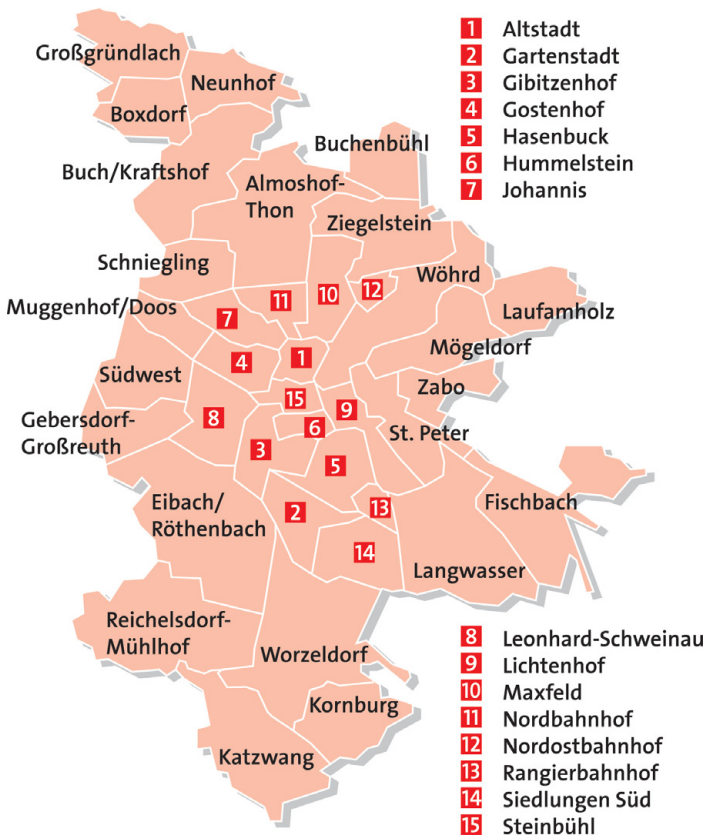 1 Altstadt
2 Gartenstadt
3 Gibitzenhof
4 Gostenhof
5 Hasenbuck
6 Hummelstein
7 Johannis
Großgründlach
Neunhof
Boxdorf
Buchenbühl
Buch/Kraftshof
Almoshof-
Thon
Ziegelstein
Schniegling
Wöhrd
12
10
11
Muggenhof/Doos
7
Laufamholz
Mögeldorf
1
4
Südwest
Zabo
15
9
8
Gebersdorf-
Großreuth
6
St. Peter
3
5
Eibach/
Röthenbach
Fischbach
2
13
14
Langwasser
Reichelsdorf-
Mühlhof
Worzeldorf
Kornburg
Katzwang
8 Leonhard-Schweinau
9 Lichtenhof
10 Maxfeld
11 Nordbahnhof
12 Nordostbahnhof
13 Rangierbahnhof
14 Siedlungen Süd
15 Steinbühl